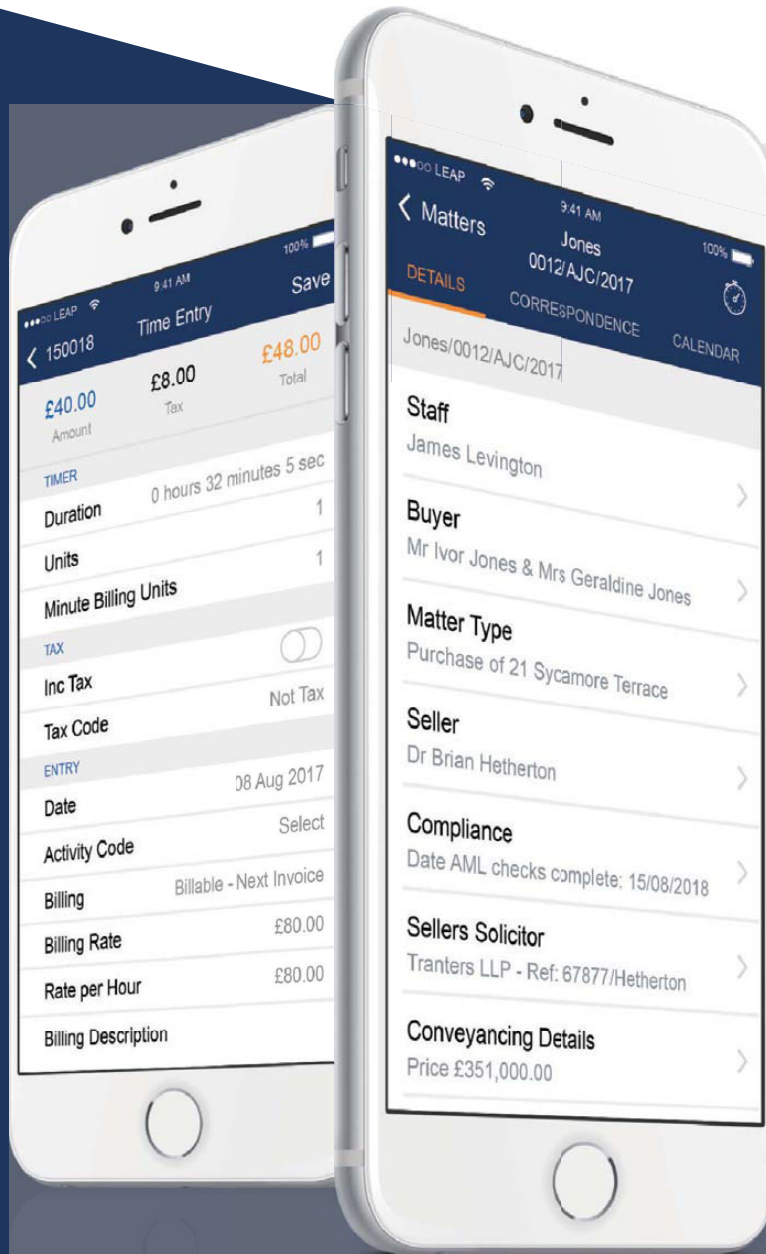 LEAP
9:41 AM
100%
150018
Time Entry
Save
£40.00
£8.00
£48.00
Amount
Tax
Total
TIMER
Duration
0 hours 32 minutes 5 sec
Units
1
Minute Billing Units
1
TAX
Inc Tax
Tax Code
Not Tax
ENTRY
Date
08 Aug 2017
Activity Code
Select
Billing
Billable - Next Invoice
Billing Rate
£80.00
Rate per Hour
£80.00
Billing Description
LEAP
9:41 AM
100%
Matters
Jones
0012/AJC/2017
DETAILS
CORRESPONDENCE
CALENDAR
Jones/0012/AJC/2017
Staff
James Levington
Buyer
Mr Ivor Jones & Mrs Geraldine Jones
Matter Type
Purchase of 21 Sycamore Terrace
Seller
Dr Brian Hetherton
Compliance
Date AML checks complete: 15/08/2018
Sellers Solicitor
Tranters LLP - Ref: 67877/Hetherton
Conveyancing Details
Price £351,000.00